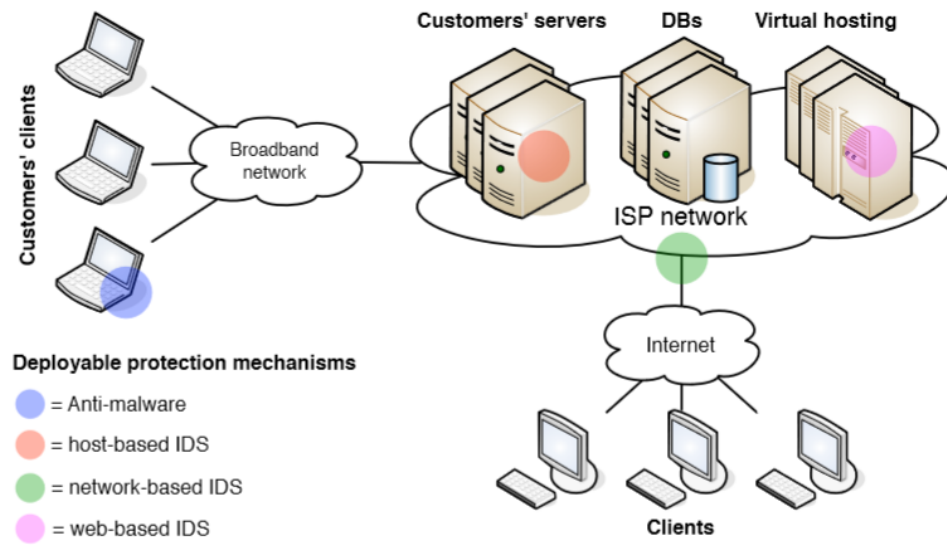 Customers' servers
DBs
Virtual hosting
Customers' clients
Broadband
network
ISP network
Internet
Deployable protection mechanisms
= Anti-malware
= host-based IDS
= network-based IDS
= web-based IDS
Clients